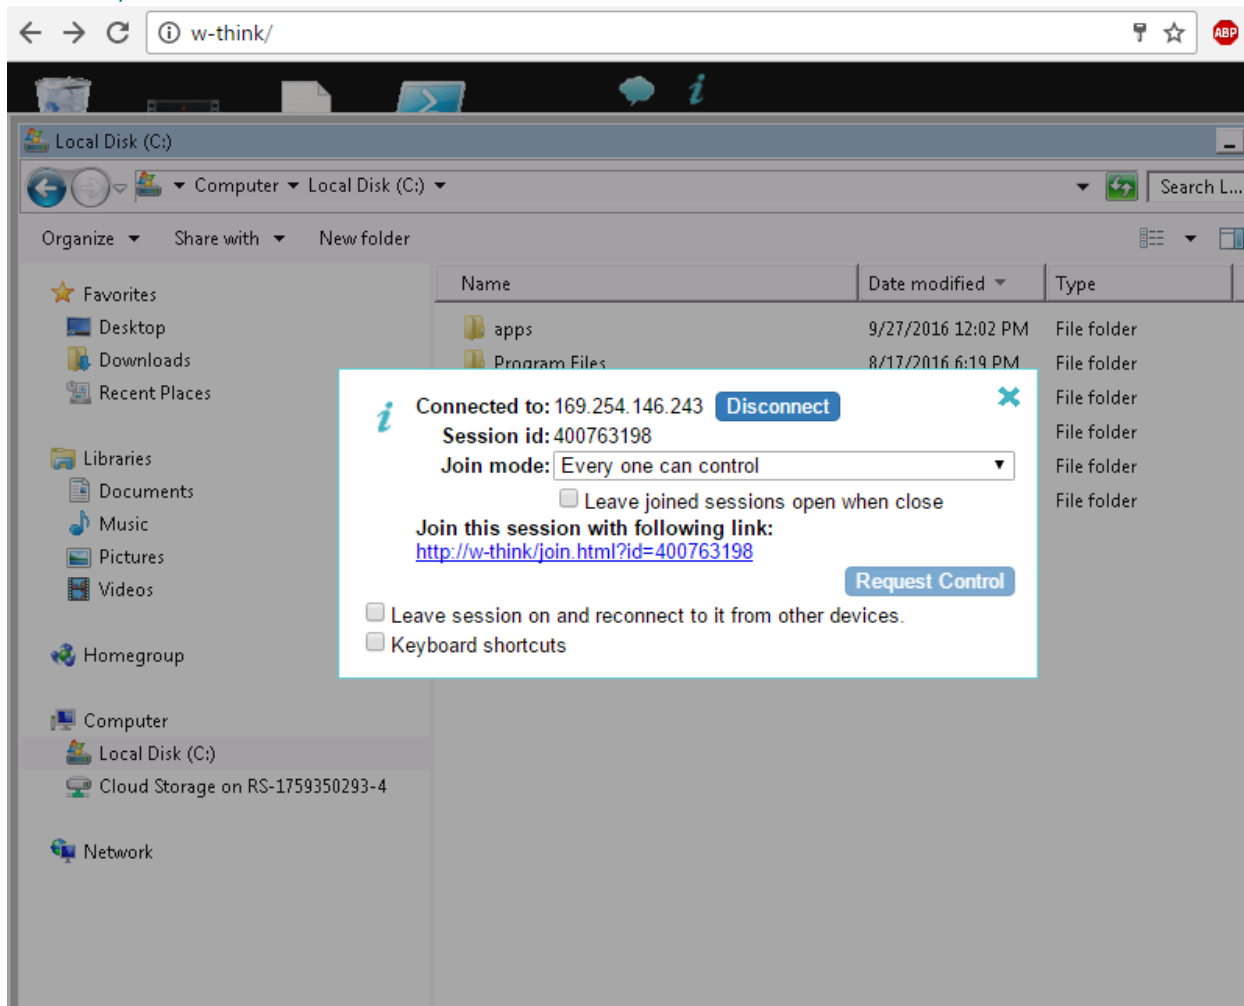 w-think/
ABP
Local Disk (C:)
Computer Local Disk (C:)
Search L...
Organize Share with New folder
Name Date modified Type
Favorites
Desktop
Downloads
Recent Places
Libraries
Documents
Music
Pictures
Videos
Homegroup
Computer
Local Disk (C:)
Cloud Storage on RS-1759350293-4
Network
apps 9/27/2016 12:02 PM File folder
Program Files 8/17/2016 6:19 PM File folder
File folder
File folder
File folder
File folder
Connected to: 169.254.146.243 Disconnect
Session id: 400763198
Join mode: Every one can control
Leave joined sessions open when close
Join this session with following link:
http://w-think/join.html?id=400763198
Request Control
Leave session on and reconnect to it from other devices.
Keyboard shortcuts